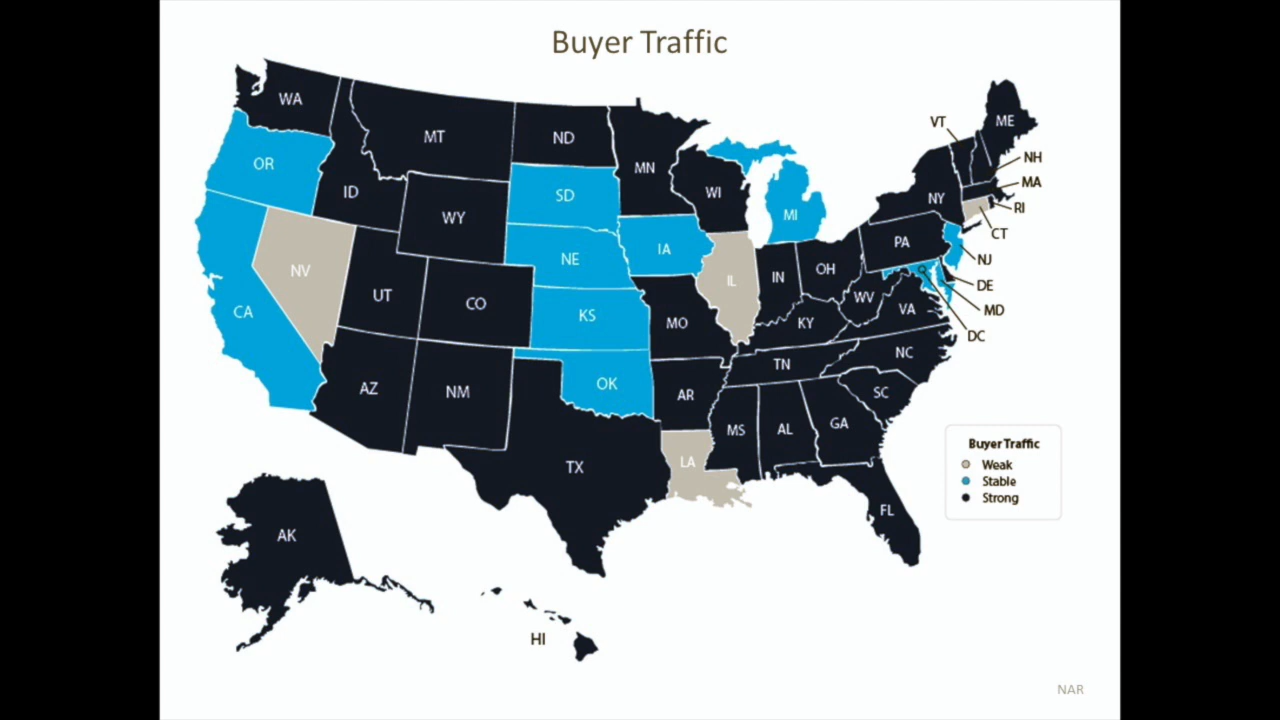 Buyer Traffic
WA
MT
ND
MN
ME
VT
OR
ID
WY
SD
WI
MI
NY
NH
MA
RI
CT
NV
UT
CO
NE
IA
IL
IN
OH
PA
NJ
DE
MD
DC
CA
KS
MO
KY
WV
VA
AZ
NM
OK
AR
TN
NC
SC
TX
LA
MS
AL
GA
FL
AK
HI
Buyer Traffic
Weak
Stable
Strong
NAR